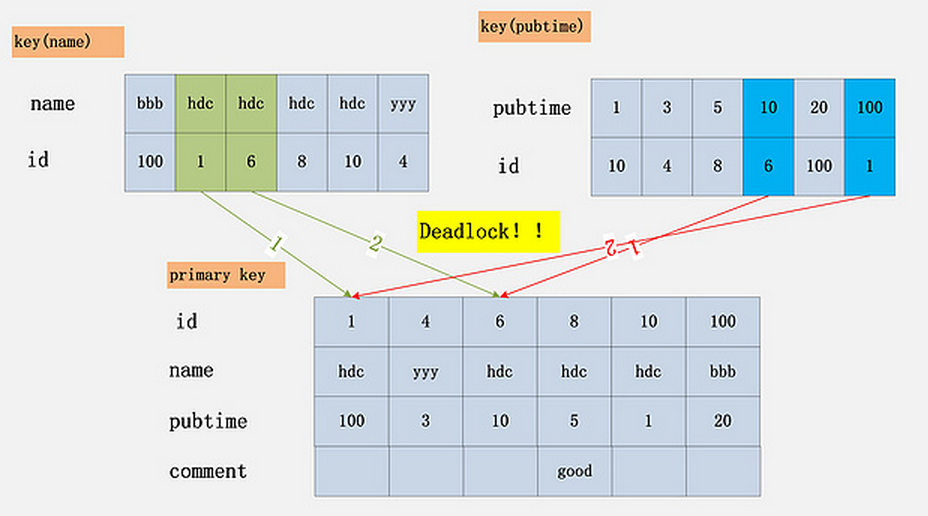 key(name)
name bbb hdc hdc hdc hdc yyy
id 100 1 6 8 10 4
key(pubtime)
pubtime 1 3 5 10 20 100
id 10 4 8 6 100 1
Deadlock!!
1 2 2 1
primary key
id 1 4 6 8 10 100
name hdc yyy hdc hdc hdc bbb
pubtime 100 3 10 5 1 20
comment good